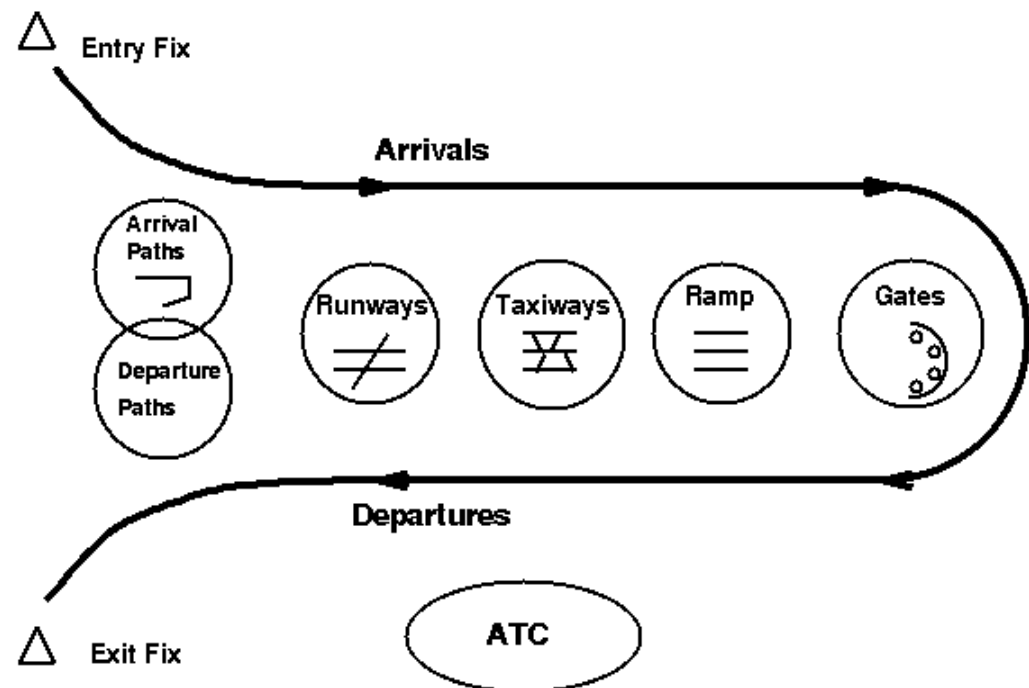 Entry Fix
Arrivals
Arrival
Paths
Departure
Paths
Runways
Taxiways
Ramp
Gates
Departures
ATC
Exit Fix